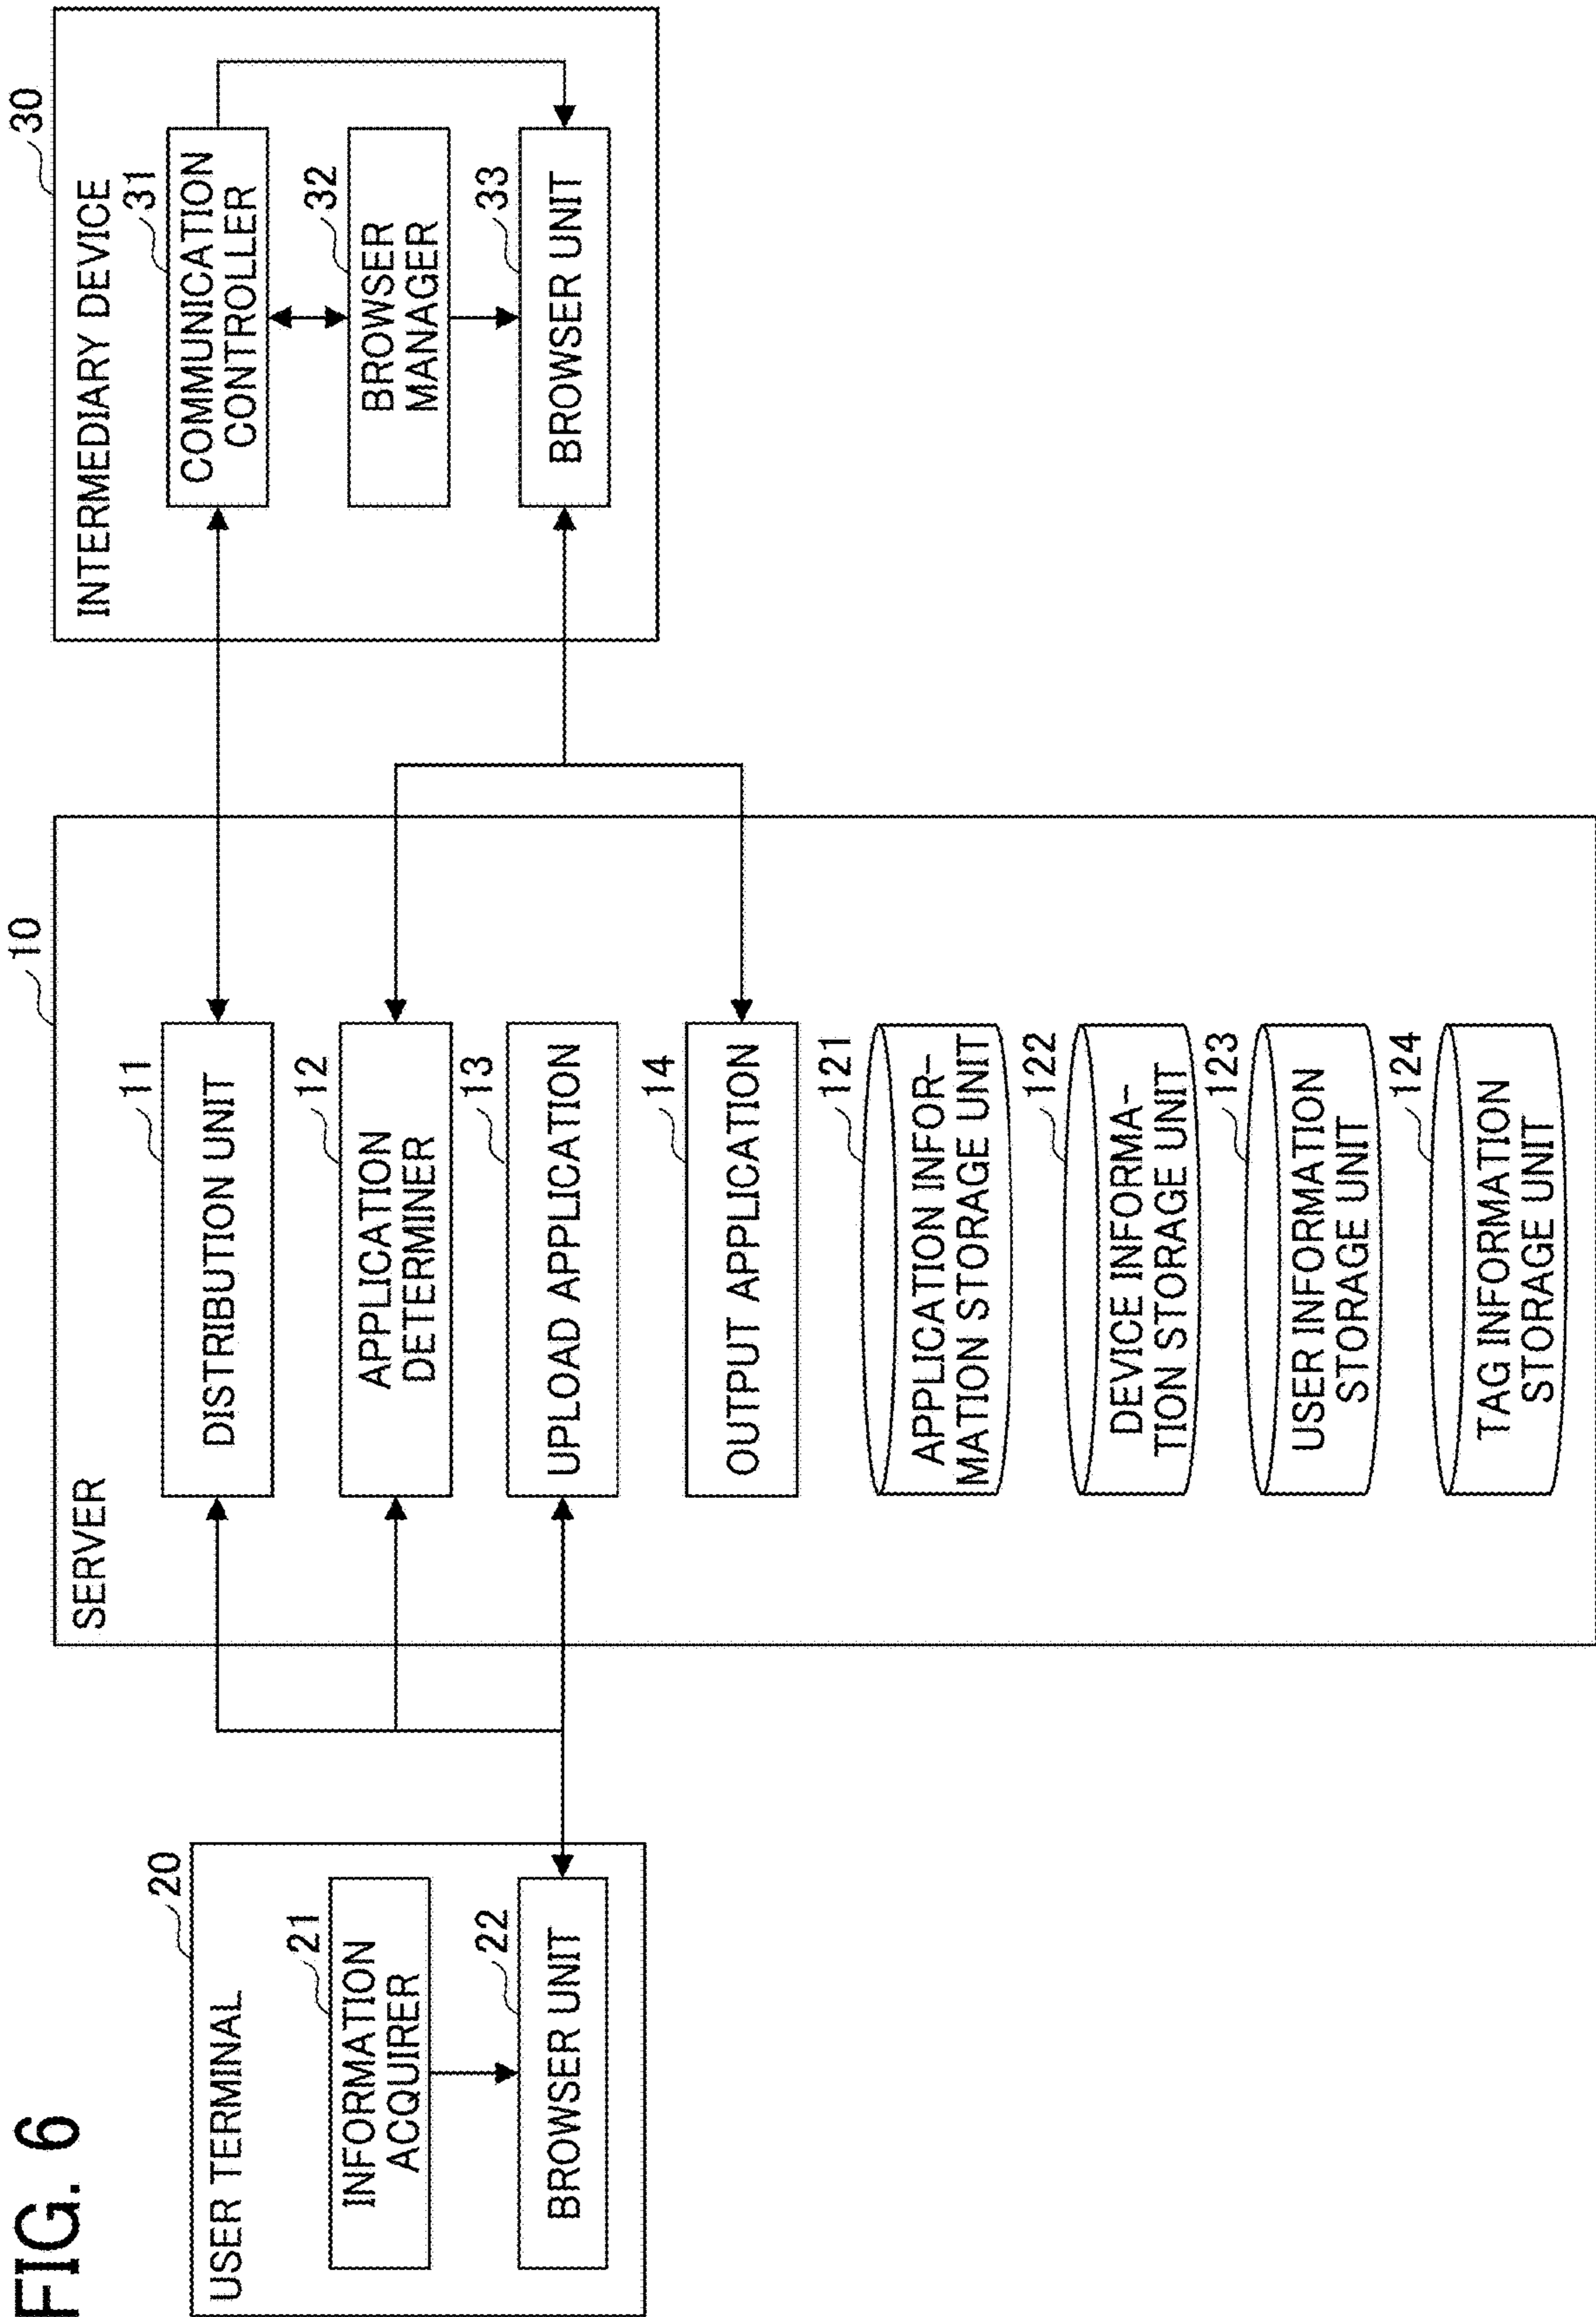 FIG. 6
USER TERMINAL
20
INFORMATION
ACQUIRER
21
BROWSER UNIT
22
SERVER
10
DISTRIBUTION UNIT
11
APPLICATION
DETERMINER
12
UPLOAD APPLICATION
13
OUTPUT APPLICATION
14
APPLICATION INFOR-
MATION STORAGE UNIT
121
DEVICE INFORMA-
TION STORAGE UNIT
122
USER INFORMATION
STORAGE UNIT
123
TAG INFORMATION
STORAGE UNIT
124
INTERMEDIARY DEVICE
30
COMMUNICATION
CONTROLLER
31
BROWSER
MANAGER
32
BROWSER UNIT
33